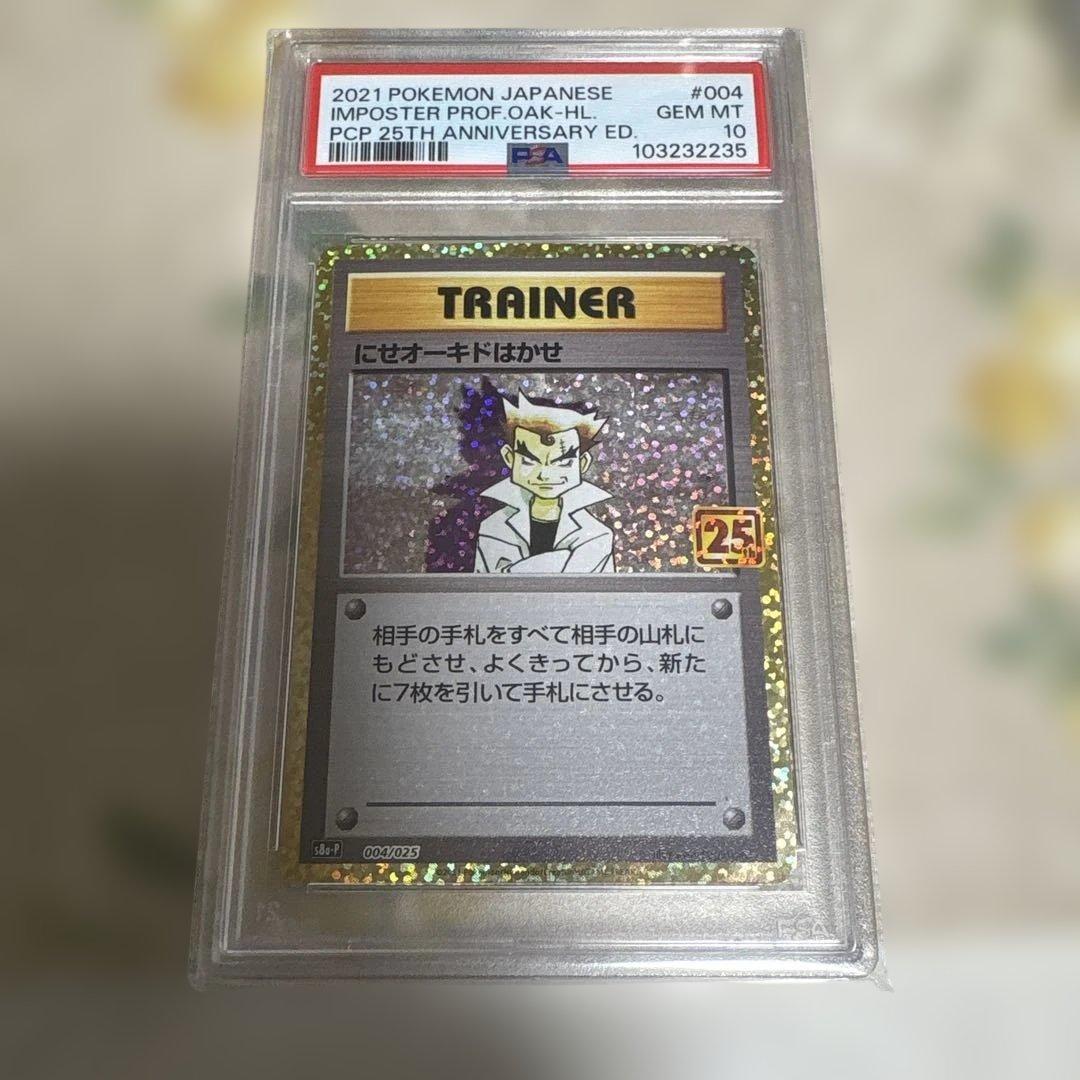 2021 POKEMON JAPANESE #004
IMPOSTER PROF.OAK-HL. GEM MT
PCP 25TH ANNIVERSARY ED. 10
PSA 103232235
TRAINER
にせオーキドはかせ
25th
相手の手札をすべて相手の山札に
もどさせ、よくきってから、新た
に7枚を引いて手札にさせる。
s8a-P 004/025
PSA